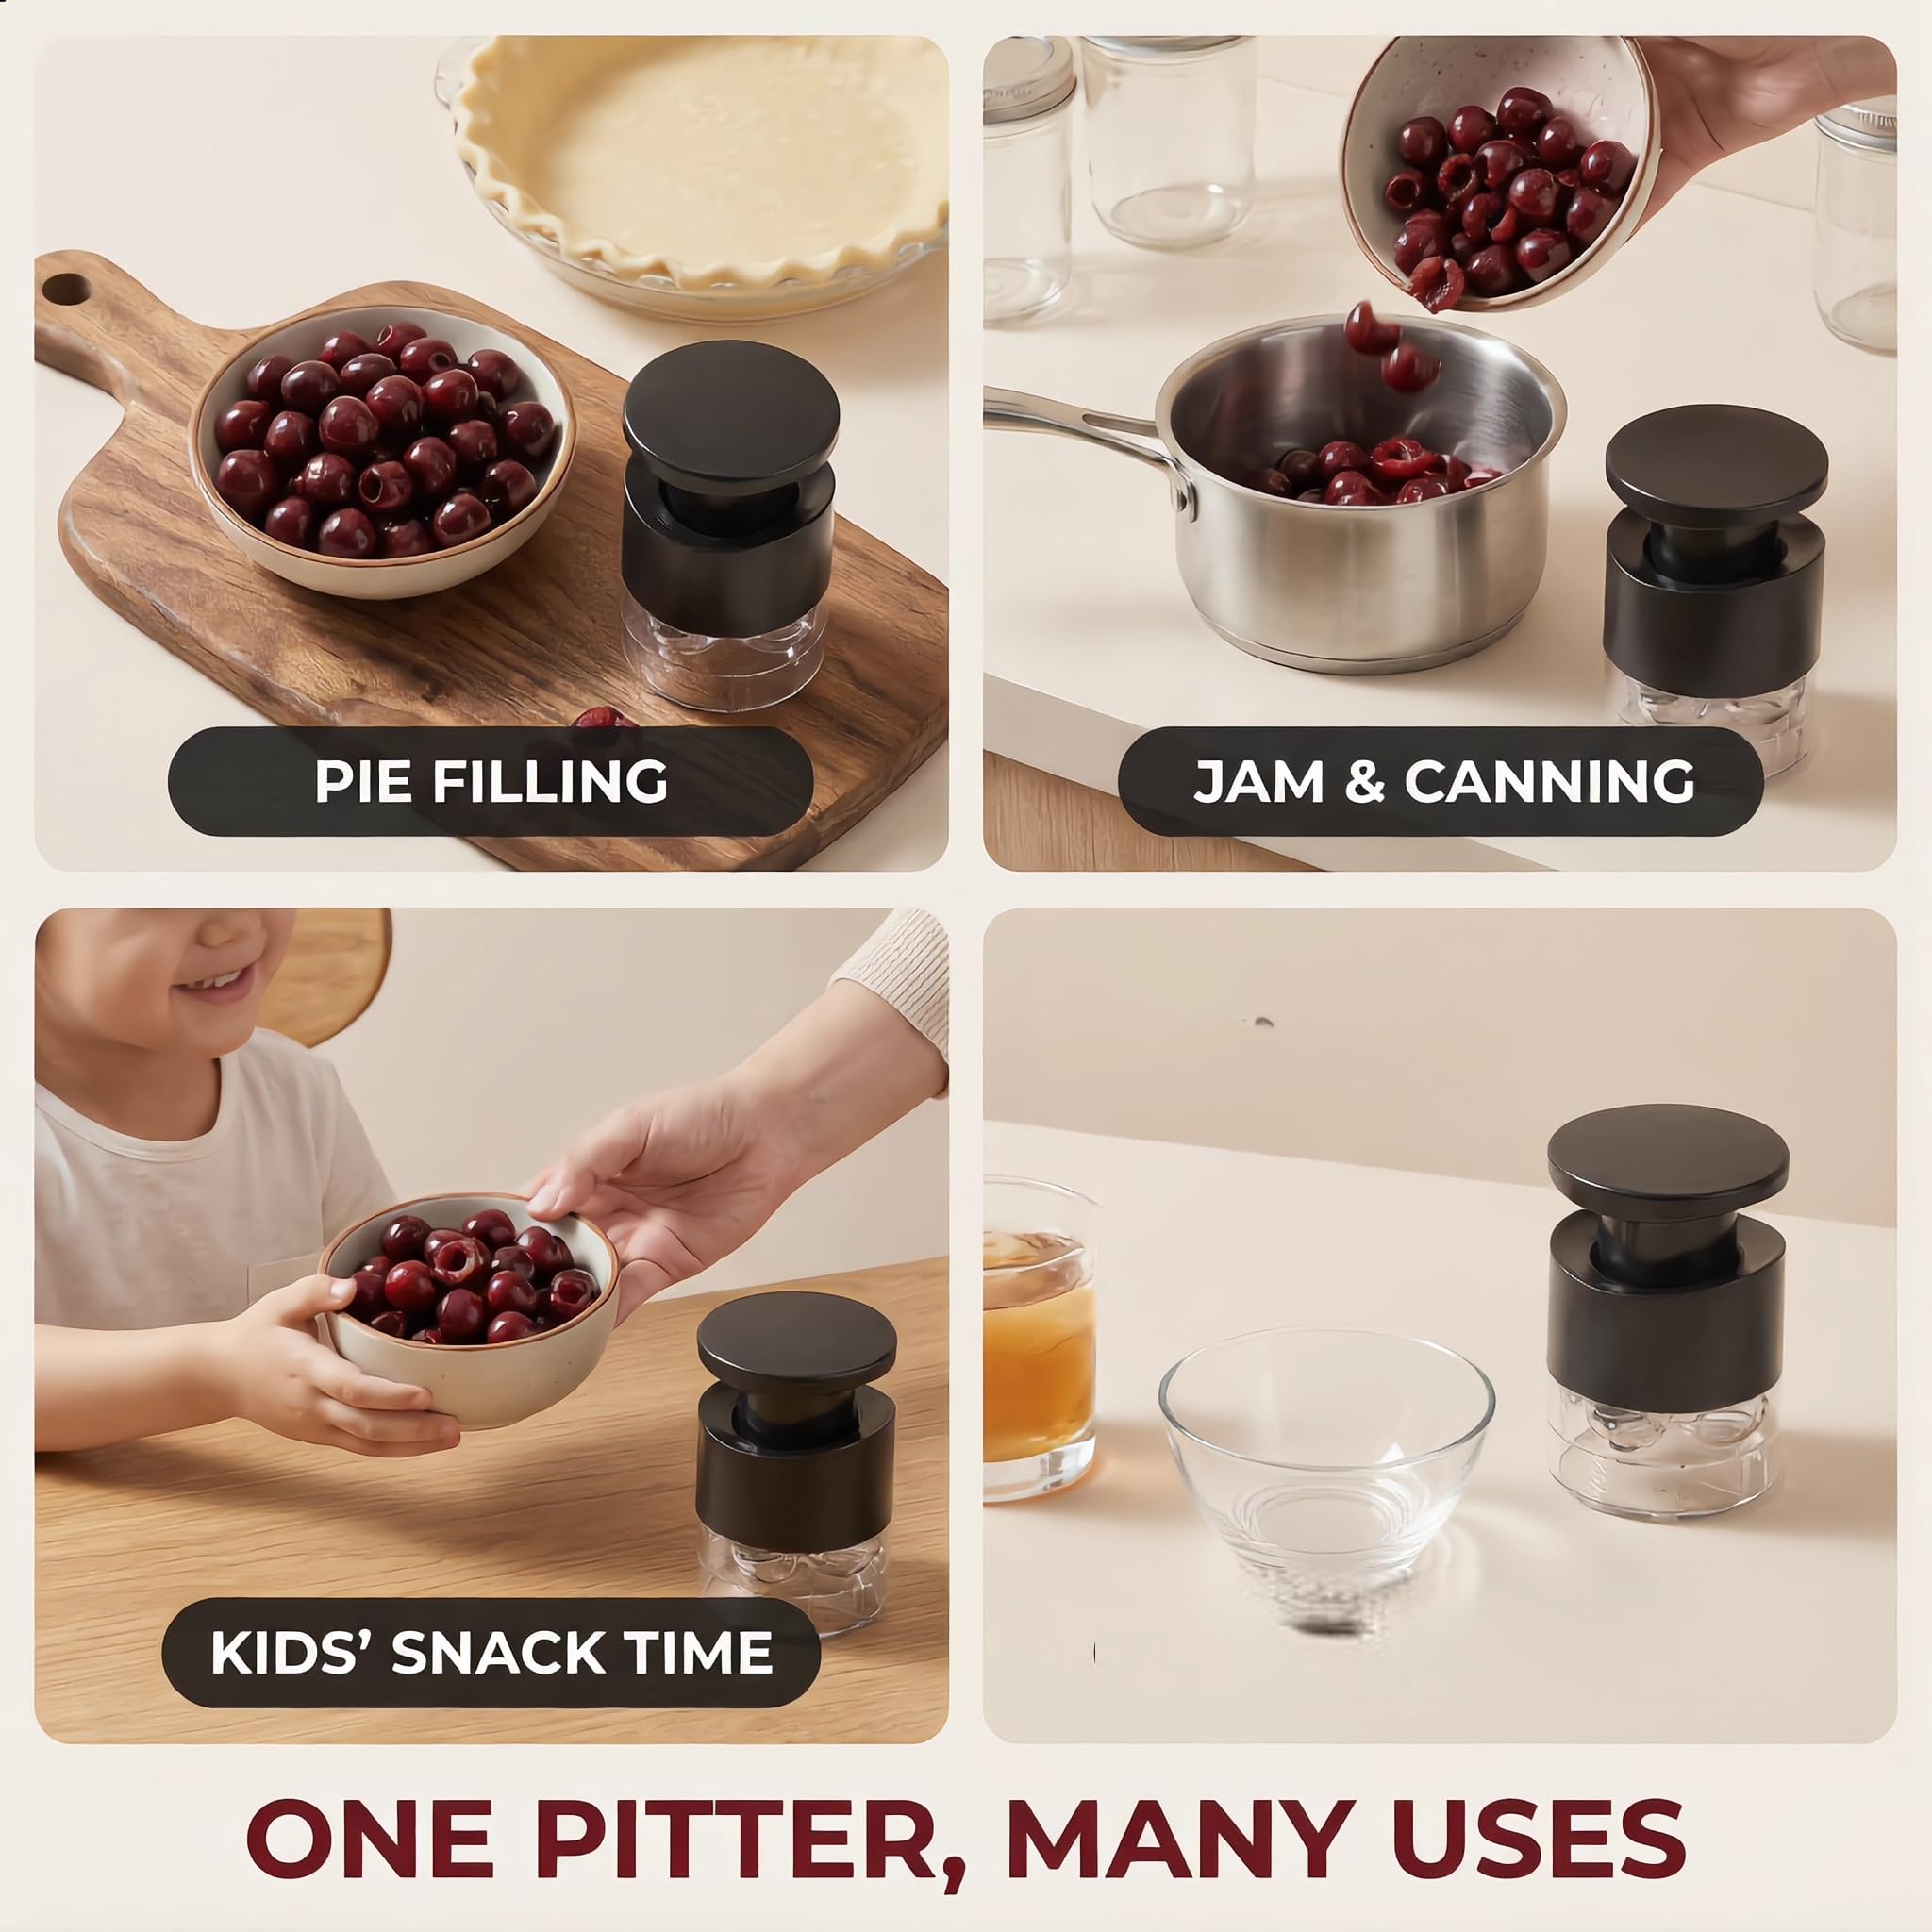 PIE FILLING
JAM & CANNING
KIDS’ SNACK TIME
ONE PITTER, MANY USES